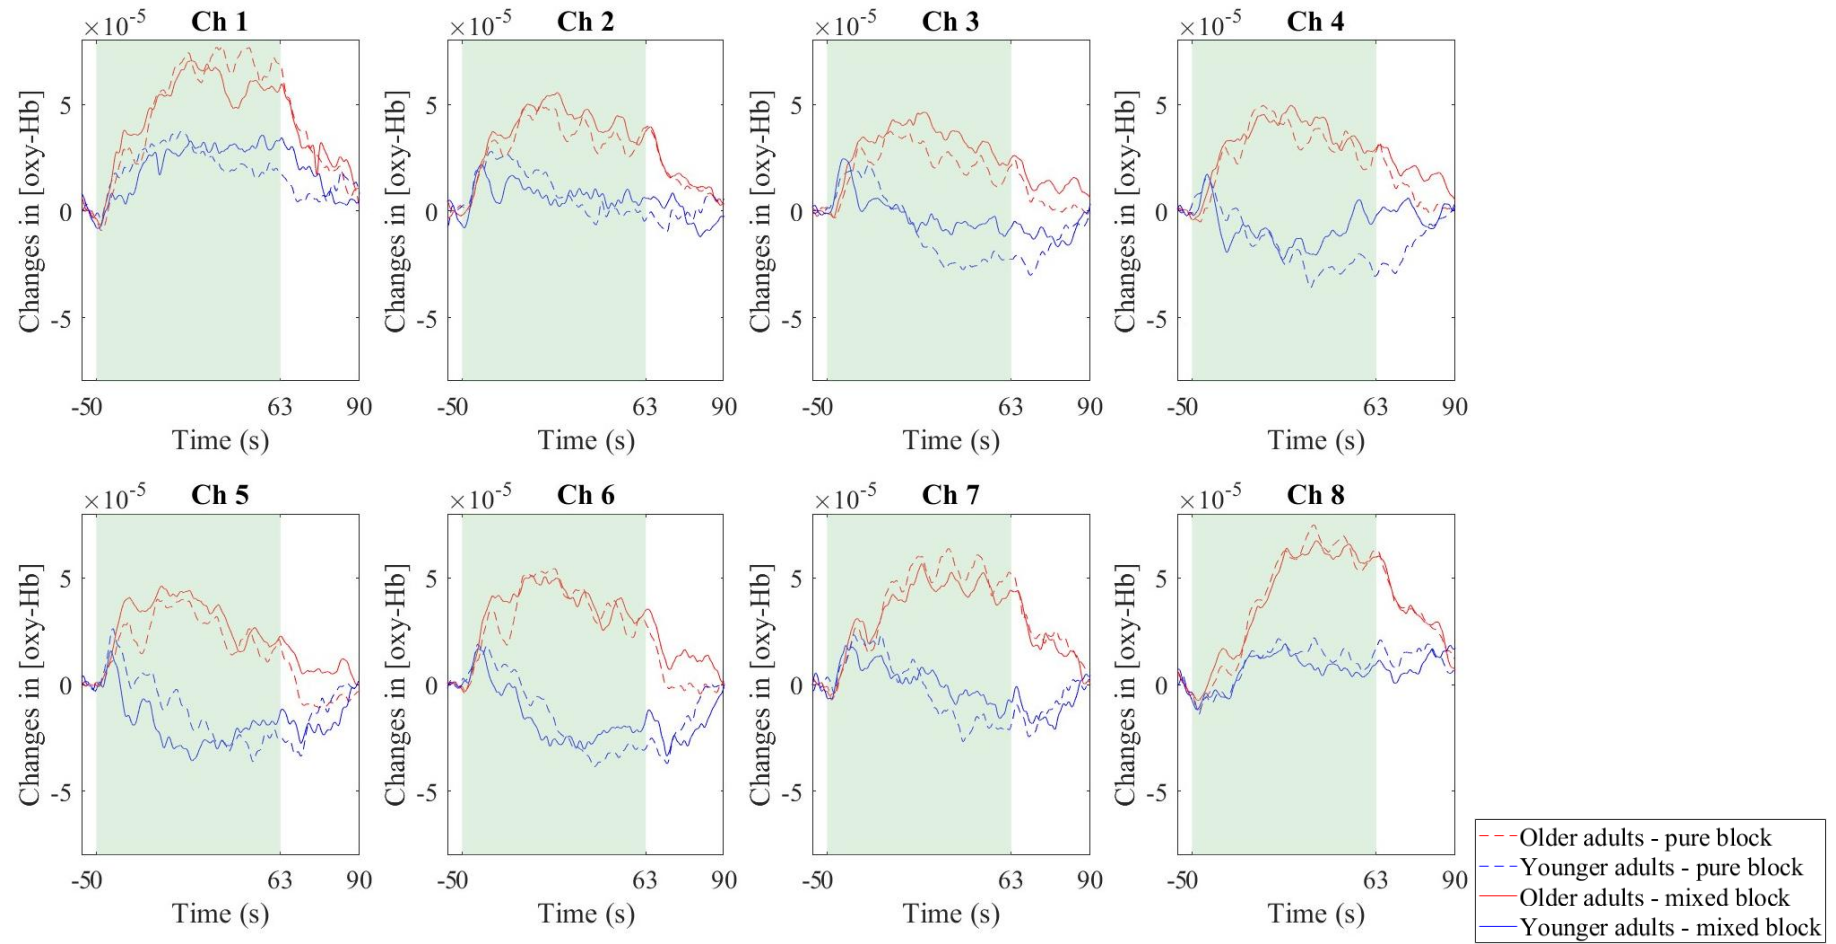 ×10-5 Ch 1
×10-5 Ch 2
×10-5 Ch 3
×10-5 Ch 4
Changes in [oxy-Hb]
5
0
-5
-50 63 90
Time (s)
Changes in [oxy-Hb]
5
0
-5
-50 63 90
Time (s)
Changes in [oxy-Hb]
5
0
-5
-50 63 90
Time (s)
Changes in [oxy-Hb]
5
0
-5
-50 63 90
Time (s)
×10-5 Ch 5
×10-5 Ch 6
×10-5 Ch 7
×10-5 Ch 8
Changes in [oxy-Hb]
5
0
-5
-50 63 90
Time (s)
Changes in [oxy-Hb]
5
0
-5
-50 63 90
Time (s)
Changes in [oxy-Hb]
5
0
-5
-50 63 90
Time (s)
Changes in [oxy-Hb]
5
0
-5
-50 63 90
Time (s)
Older adults - pure block
Younger adults - pure block
Older adults - mixed block
Younger adults - mixed block